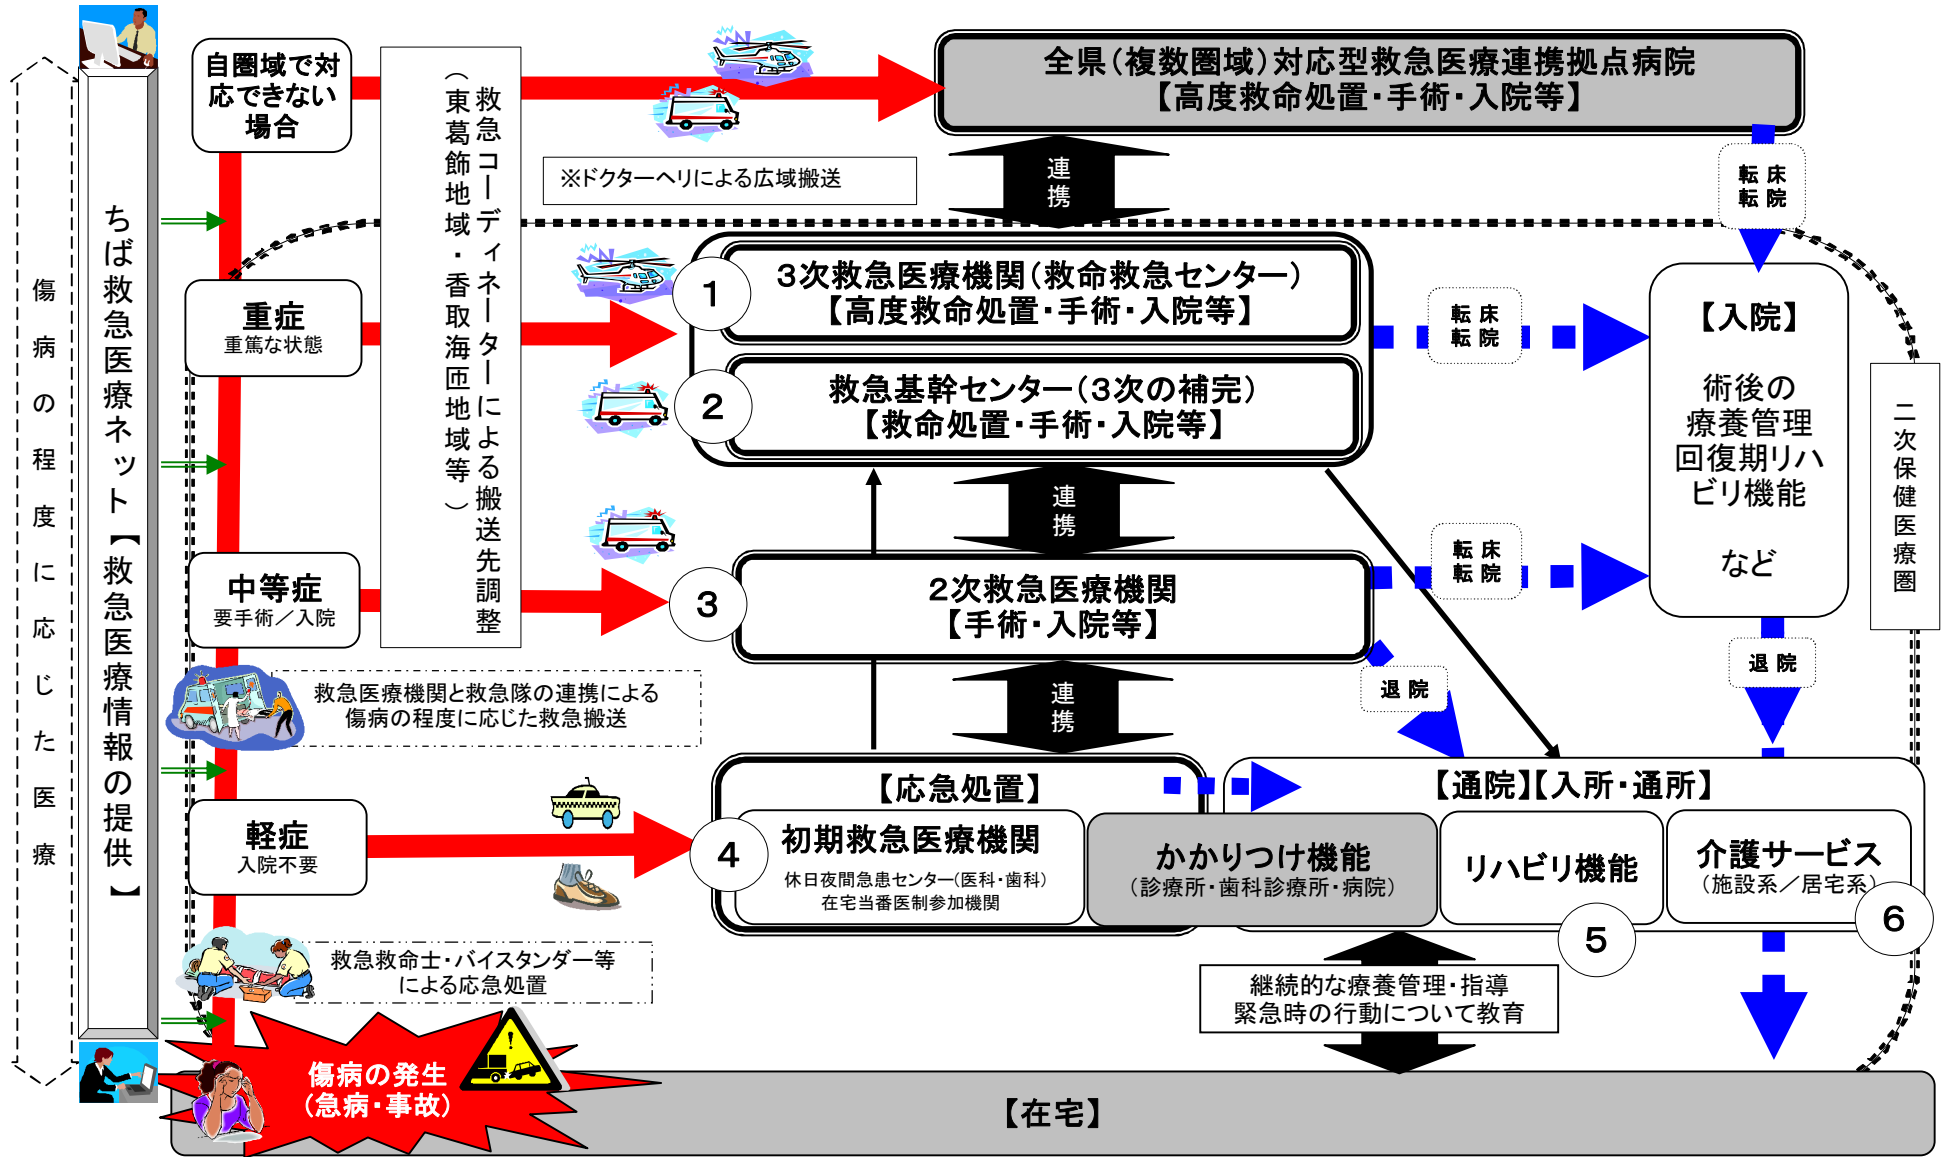 傷病の程度に応じた医療
ちば救急医療ネット【救急医療情報の提供】
自圏域で対
応できない
場合
救急コーディネーターによる搬送先調整
（東葛飾地域・香取海匝地域等）
全県（複数圏域）対応型救急医療連携拠点病院
【高度救命処置・手術・入院等】
※ドクターヘリによる広域搬送
連
携
転 床
転 院
重症
重篤な状態
1
3次救急医療機関（救命救急センター）
【高度救命処置・手術・入院等】
2
救急基幹センター（3次の補完）
【救命処置・手術・入院等】
転 床
転 院
【入院】
術後の
療養管理
回復期リハ
ビリ機能
など
二次保健医療圏
連
携
中等症
要手術／入院
3
2次救急医療機関
【手術・入院等】
転 床
転 院
退 院
退 院
救急医療機関と救急隊の連携による
傷病の程度に応じた救急搬送
連
携
軽症
入院不要
【応急処置】
4
初期救急医療機関
休日夜間急患センター（医科・歯科）
在宅当番医制参加機関
かかりつけ機能
（診療所・歯科診療所・病院）
【通院】【入所・通所】
リハビリ機能
5
介護サービス
（施設系／居宅系）
6
救急救命士・バイスタンダー等
による応急処置
継続的な療養管理・指導
緊急時の行動について教育
傷病の発生
（急病・事故）
!
【在宅】